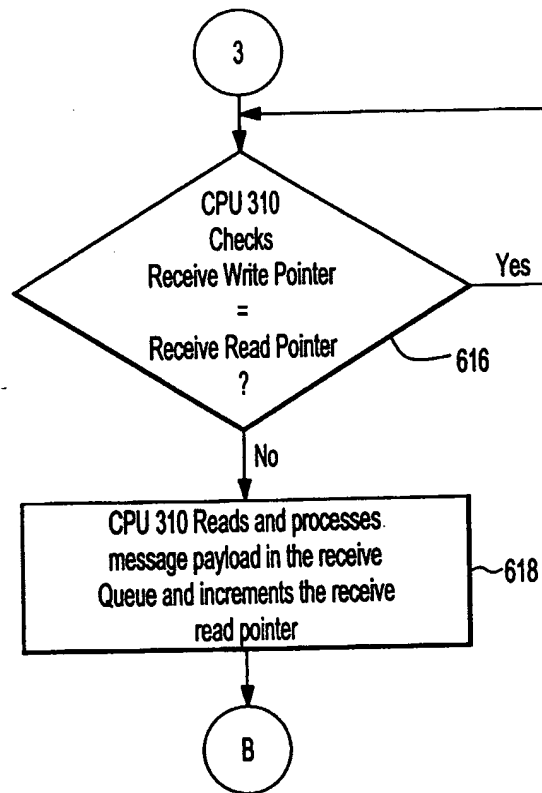 3
CPU 310
Checks
Receive Write Pointer
=
Receive Read Pointer
?
Yes
616
No
CPU 310 Reads and processes
message payload in the receive
Queue and increments the receive
read pointer
618
B